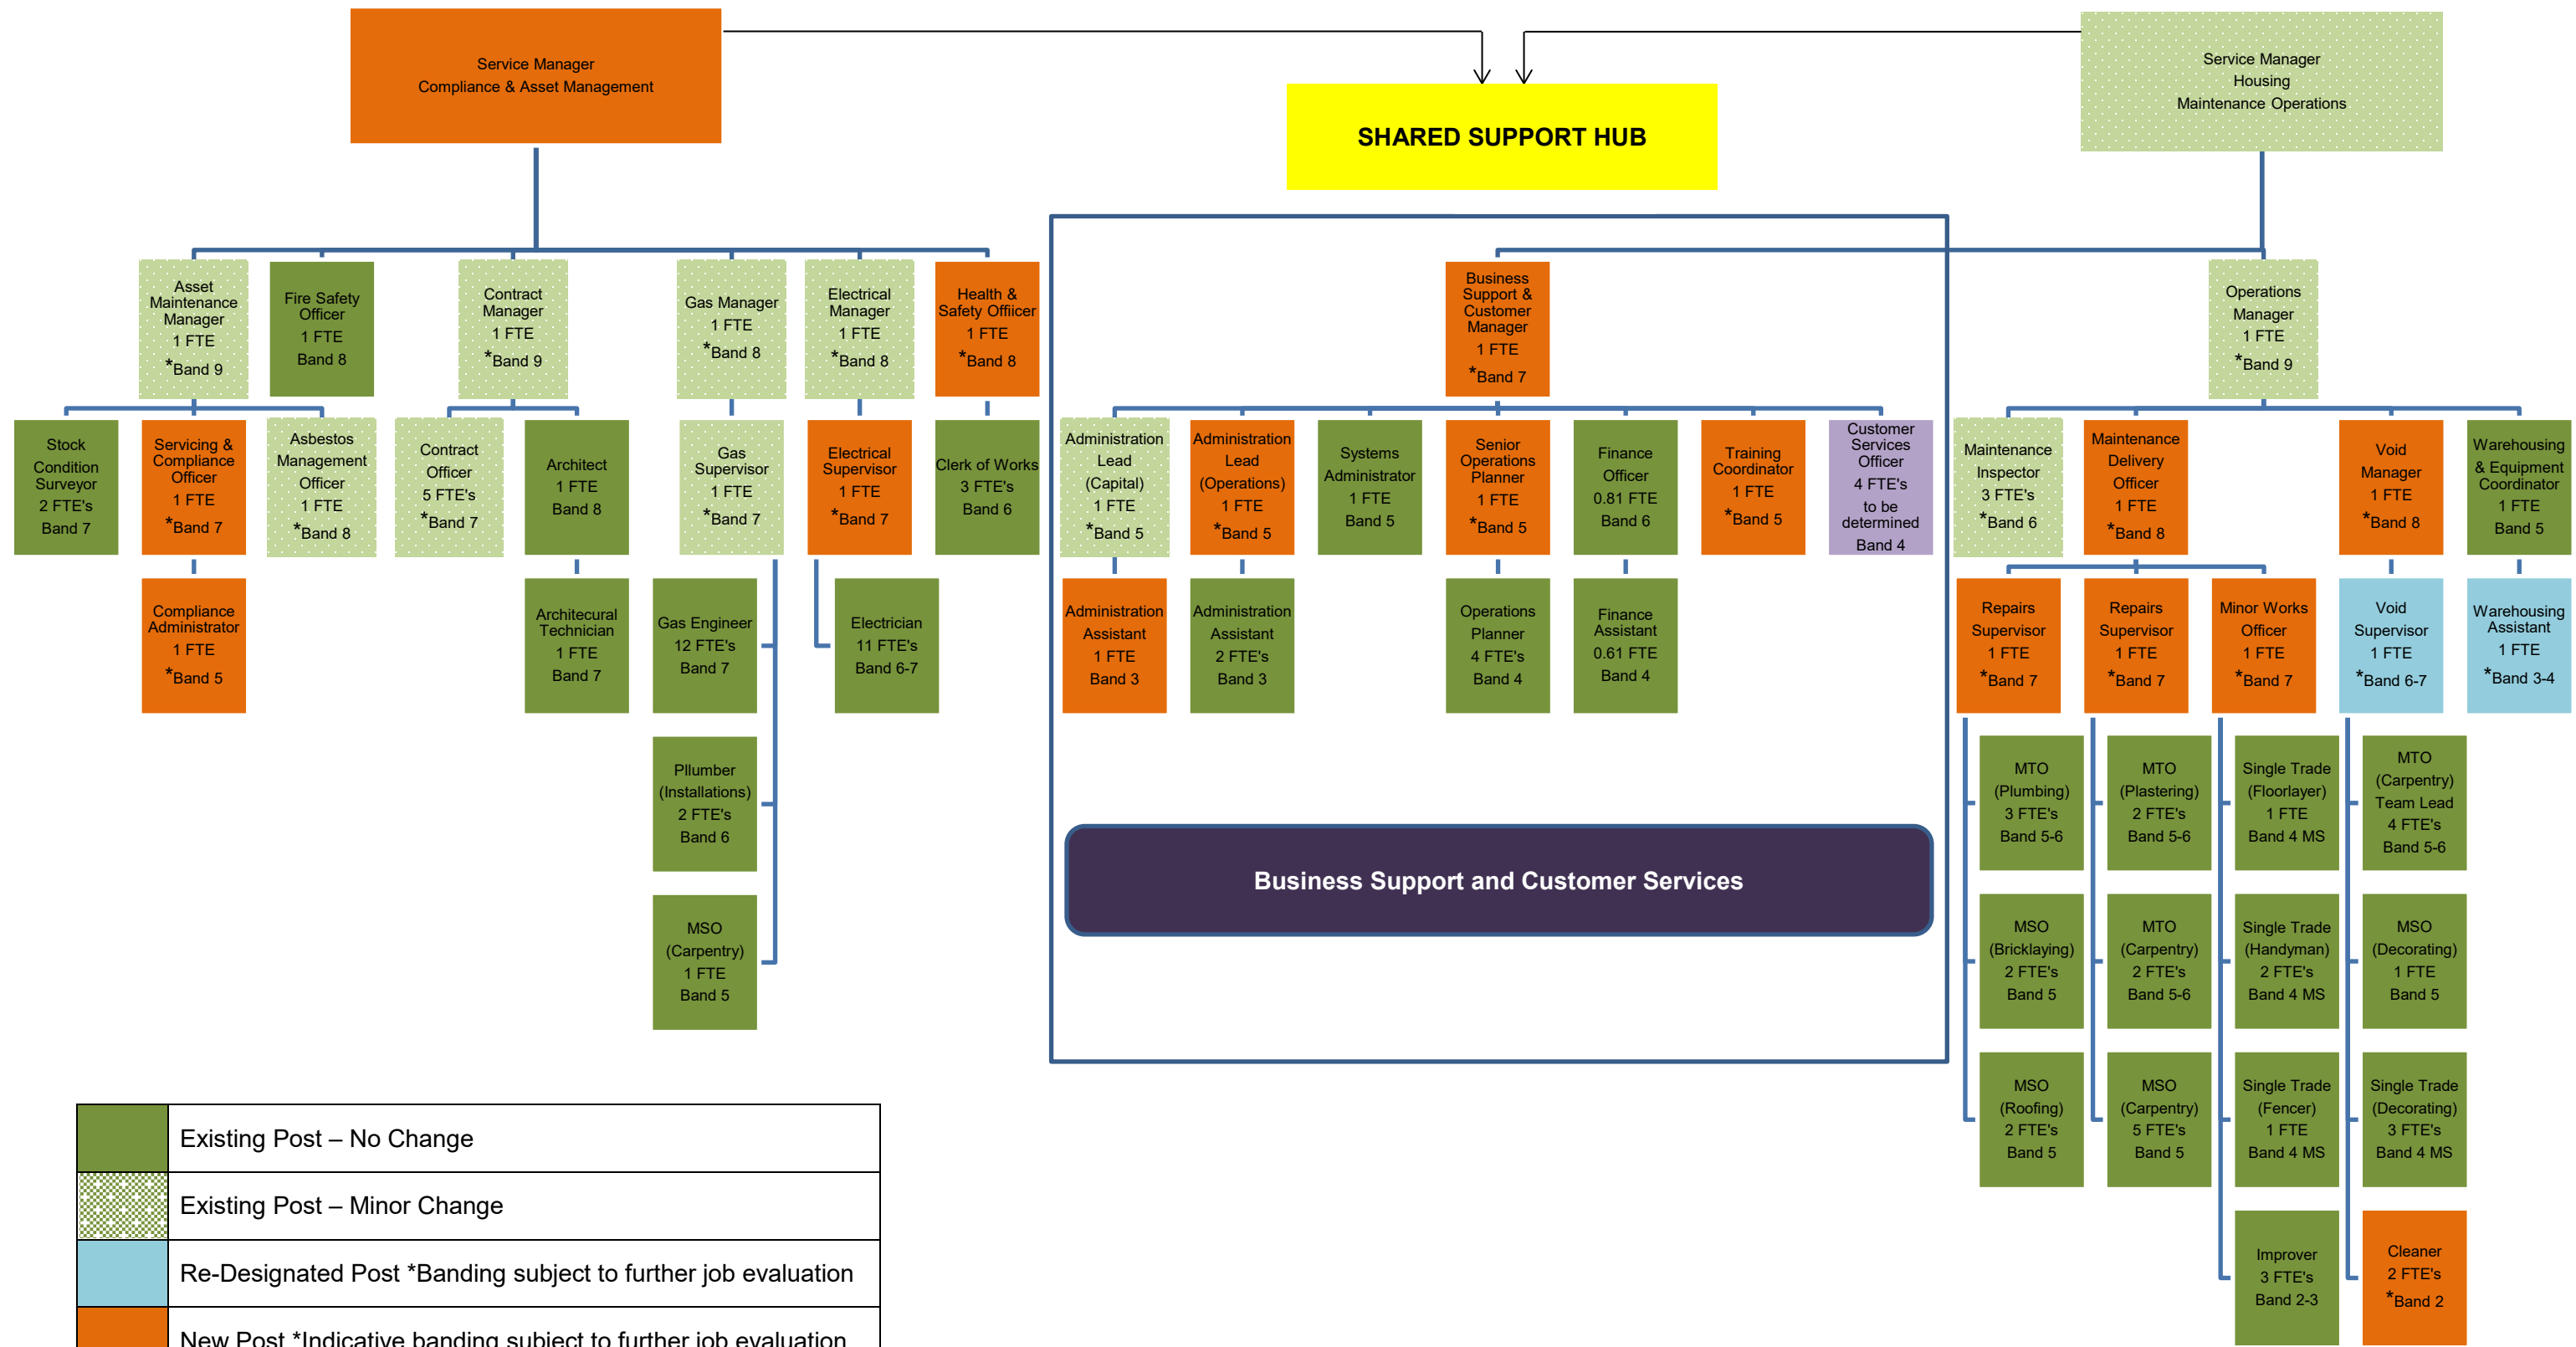 Service Manager
Compliance & Asset Management
SHARED SUPPORT HUB
Service Manager
Housing
Maintenance Operations
Asset
Maintenance
Manager
1 FTE
*Band 9
Fire Safety
Officer
1 FTE
Band 8
Contract
Manager
1 FTE
*Band 9
Gas Manager
1 FTE
*Band 8
Electrical
Manager
1 FTE
*Band 8
Health &
Safety Offiicer
1 FTE
*Band 8
Business
Support &
Customer
Manager
1 FTE
*Band 7
Operations
Manager
1 FTE
*Band 9
Stock
Condition
Surveyor
2 FTE's
Band 7
Servicing &
Compliance
Officer
1 FTE
*Band 7
Asbestos
Management
Officer
1 FTE
*Band 8
Contract
Officer
5 FTE's
*Band 7
Architect
1 FTE
Band 8
Gas
Supervisor
1 FTE
*Band 7
Electrical
Supervisor
1 FTE
*Band 7
Clerk of Works
3 FTE's
Band 6
Administration
Lead
(Capital)
1 FTE
*Band 5
Administration
Lead
(Operations)
1 FTE
*Band 5
Systems
Administrator
1 FTE
Band 5
Senior
Operations
Planner
1 FTE
*Band 5
Finance
Officer
0.81 FTE
Band 6
Training
Coordinator
1 FTE
*Band 5
Customer
Services
Officer
4 FTE's
to be
determined
Band 4
Maintenance
Inspector
3 FTE's
*Band 6
Maintenance
Delivery
Officer
1 FTE
*Band 8
Void
Manager
1 FTE
*Band 8
Warehousing
& Equipment
Coordinator
1 FTE
Band 5
Compliance
Administrator
1 FTE
*Band 5
Architecural
Technician
1 FTE
Band 7
Gas Engineer
12 FTE's
Band 7
Electrician
11 FTE's
Band 6-7
Administration
Assistant
1 FTE
Band 3
Administration
Assistant
2 FTE's
Band 3
Operations
Planner
4 FTE's
Band 4
Finance
Assistant
0.61 FTE
Band 4
Repairs
Supervisor
1 FTE
*Band 7
Repairs
Supervisor
1 FTE
*Band 7
Minor Works
Officer
1 FTE
*Band 7
Void
Supervisor
1 FTE
*Band 6-7
Warehousing
Assistant
1 FTE
*Band 3-4
Pllumber
(Installations)
2 FTE's
Band 6
MSO
(Carpentry)
1 FTE
Band 5
Business Support and Customer Services
MTO
(Plumbing)
3 FTE's
Band 5-6
MTO
(Plastering)
2 FTE's
Band 5-6
Single Trade
(Floorlayer)
1 FTE
Band 4 MS
MTO
(Carpentry)
Team Lead
4 FTE's
Band 5-6
MSO
(Bricklaying)
2 FTE's
Band 5
MTO
(Carpentry)
2 FTE's
Band 5-6
Single Trade
(Handyman)
2 FTE's
Band 4 MS
MSO
(Decorating)
1 FTE
Band 5
MSO
(Roofing)
2 FTE's
Band 5
MSO
(Carpentry)
5 FTE's
Band 5
Single Trade
(Fencer)
1 FTE
Band 4 MS
Single Trade
(Decorating)
3 FTE's
Band 4 MS
Improver
3 FTE's
Band 2-3
Cleaner
2 FTE's
*Band 2
Existing Post – No Change
Existing Post – Minor Change
Re-Designated Post *Banding subject to further job evaluation
New Post *Indicative banding subject to further job evaluation